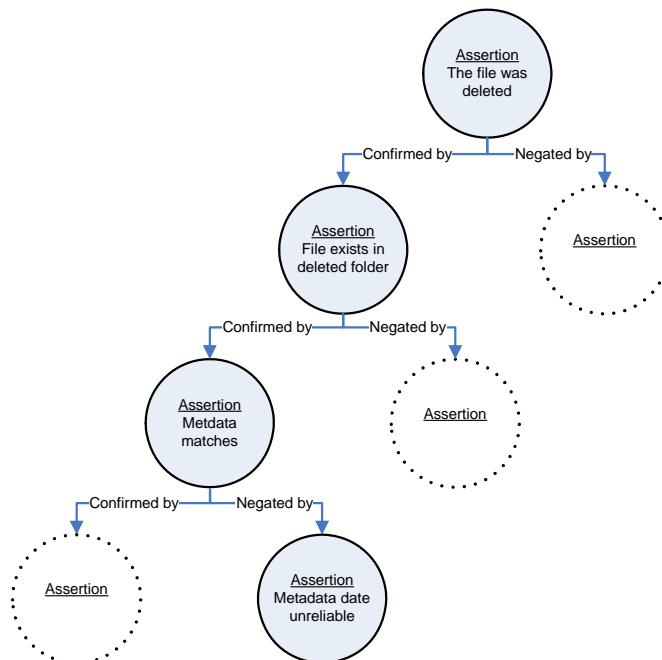 Assertion
The file was
deleted
Confirmed by
Negated by
Assertion
File exists in
deleted folder
Assertion
Confirmed by
Negated by
Assertion
Metdata
matches
Assertion
Confirmed by
Negated by
Assertion
Assertion
Metadata date
unreliable